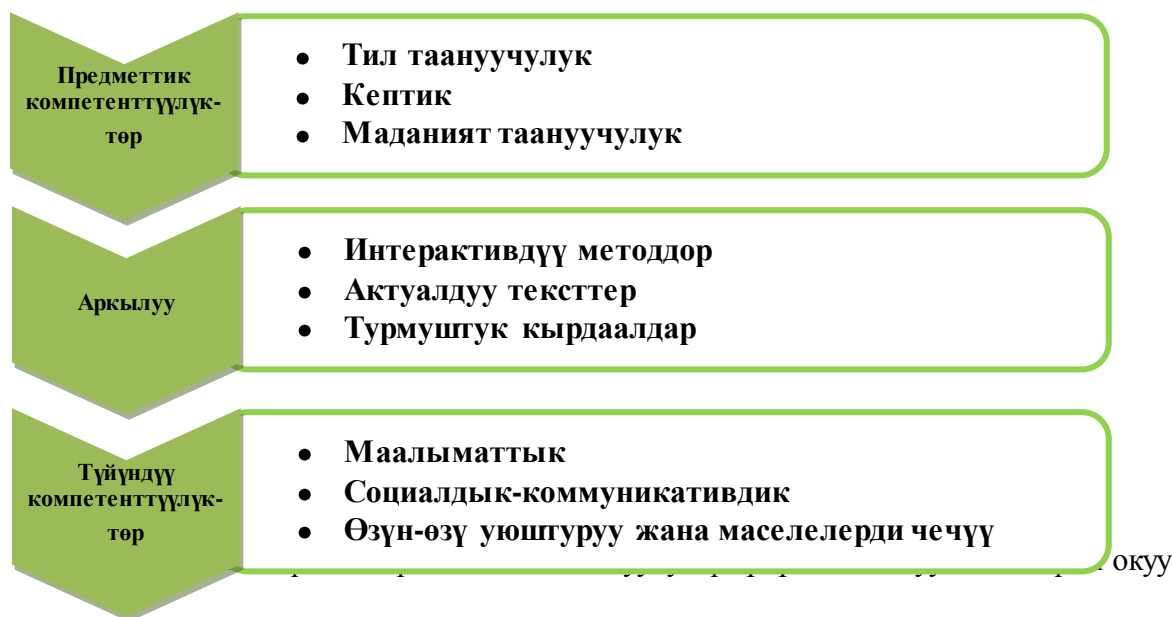 Предметтик
компетенттүүлүк-
төр
• Тил таануучулук
• Кептик
• Маданият таануучулук
Аркылуу
• Интерактивдүү методдор
• Актуалдуу тексттер
• Турмуштук кырдаалдар
Түйүндүү
компетенттүүлүк-
төр
• Маалыматтык
• Социалдык-коммуникативдик
• Өзүн-өзү уюштуруу жана маселелерди чечүү
окуу